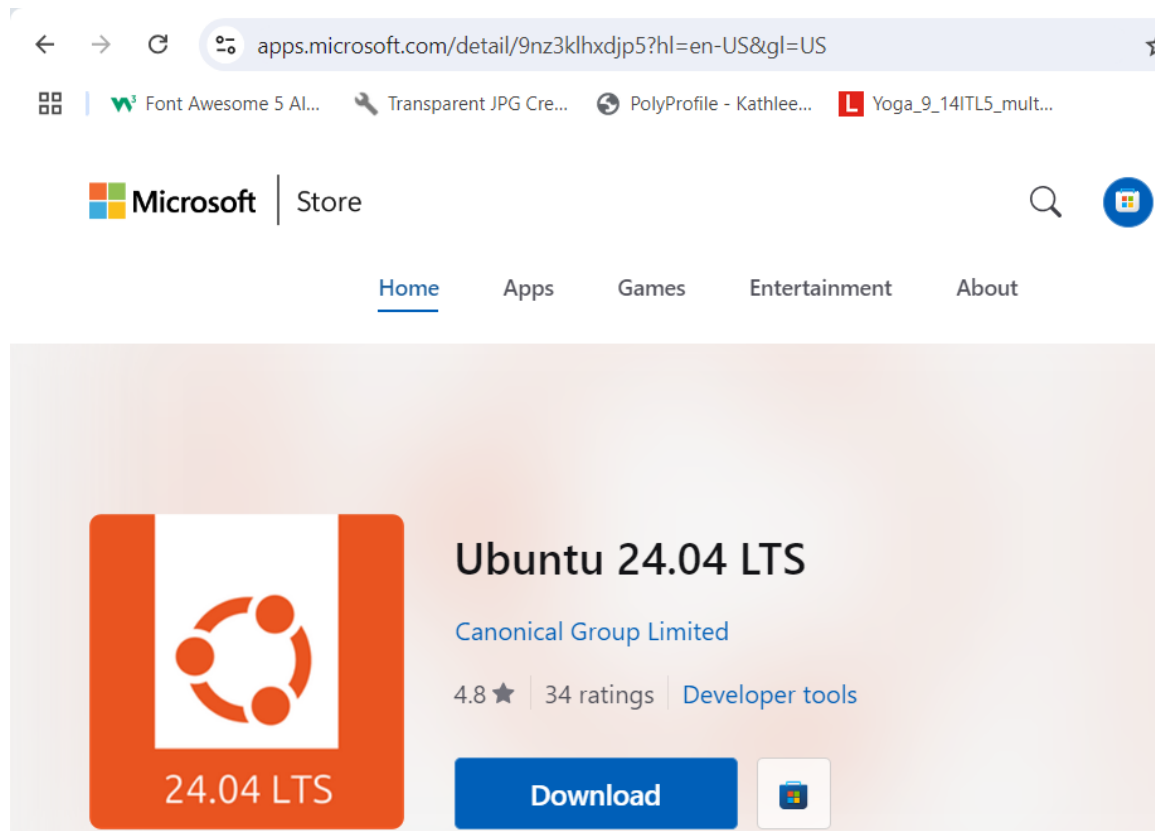 apps.microsoft.com/detail/9nz3klhxdjp5?hl=en-US&gl=US
W3 Font Awesome 5 Al... Transparent JPG Cre... PolyProfile - Kathlee... L Yoga_9_14ITL5_mult...
Microsoft Store
Home Apps Games Entertainment About
Ubuntu 24.04 LTS
Canonical Group Limited
4.8 34 ratings Developer tools
24.04 LTS
Download